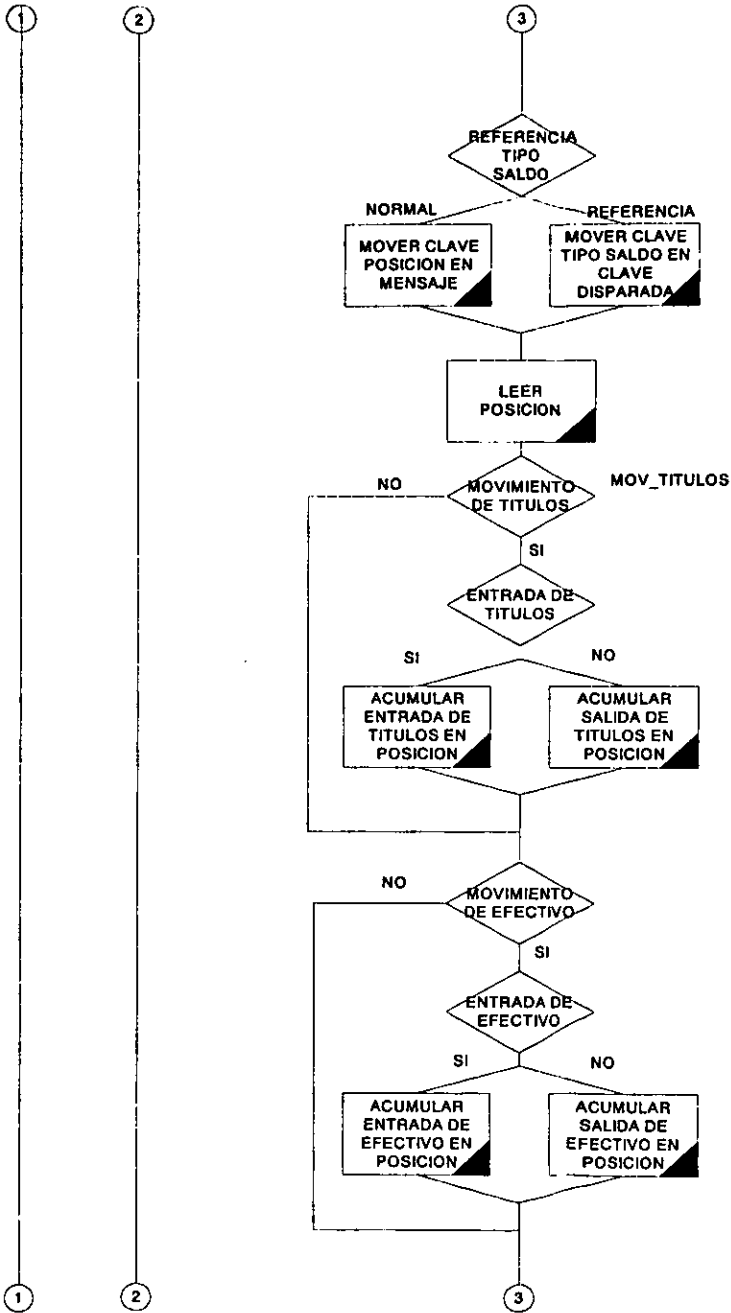 1
2
3
REFERENCIA
TIPO
SALDO
NORMAL
REFERENCIA
MOVER CLAVE
POSICION EN
MENSAJE
MOVER CLAVE
TIPO SALDO EN
CLAVE
DISPARADA
LEER
POSICION
NO
MOVIMIENTO
DE TITULOS
MOV_TITULOS
SI
ENTRADA DE
TITULOS
SI
NO
ACUMULAR
ENTRADA DE
TITULOS EN
POSICION
ACUMULAR
SALIDA DE
TITULOS EN
POSICION
NO
MOVIMIENTO
DE EFECTIVO
SI
ENTRADA DE
EFECTIVO
SI
NO
ACUMULAR
ENTRADA DE
EFECTIVO EN
POSICION
ACUMULAR
SALIDA DE
EFECTIVO EN
POSICION
1
2
3